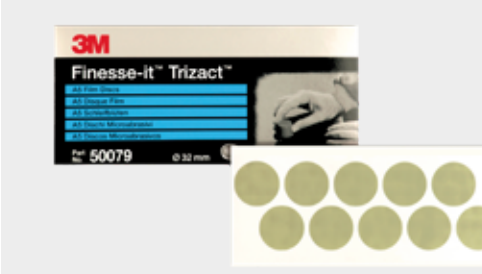 3M
Finesse-it™ Trizact™
A5 Film Discs
A5 Disque Film
A5 Schleifblüten
A5 Dischi Microabrasivi
A5 Discos Microabrasivos
Part No. 50079 Ø 32 mm